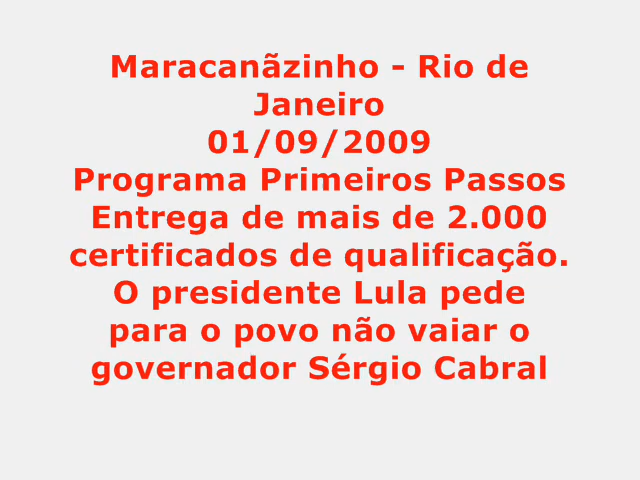 Maracanãzinho - Rio de
Janeiro
01/09/2009
Programa Primeiros Passos
Entrega de mais de 2.000
certificados de qualificação.
O presidente Lula pede
para o povo não vaiar o
governador Sérgio Cabral